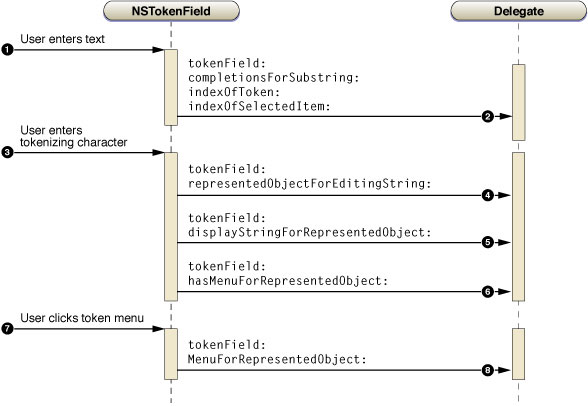 NSTokenField
Delegate
1
User enters text
tokenField:
completionsForSubstring:
indexOfToken:
indexOfSelectedItem:
2
User enters
tokenizing character
3
tokenField:
representedObjectForEditingString:
4
tokenField:
displayStringForRepresentedObject:
5
tokenField:
hasMenuForRepresentedObject:
6
User clicks token menu
7
tokenField:
MenuForRepresentedObject:
8